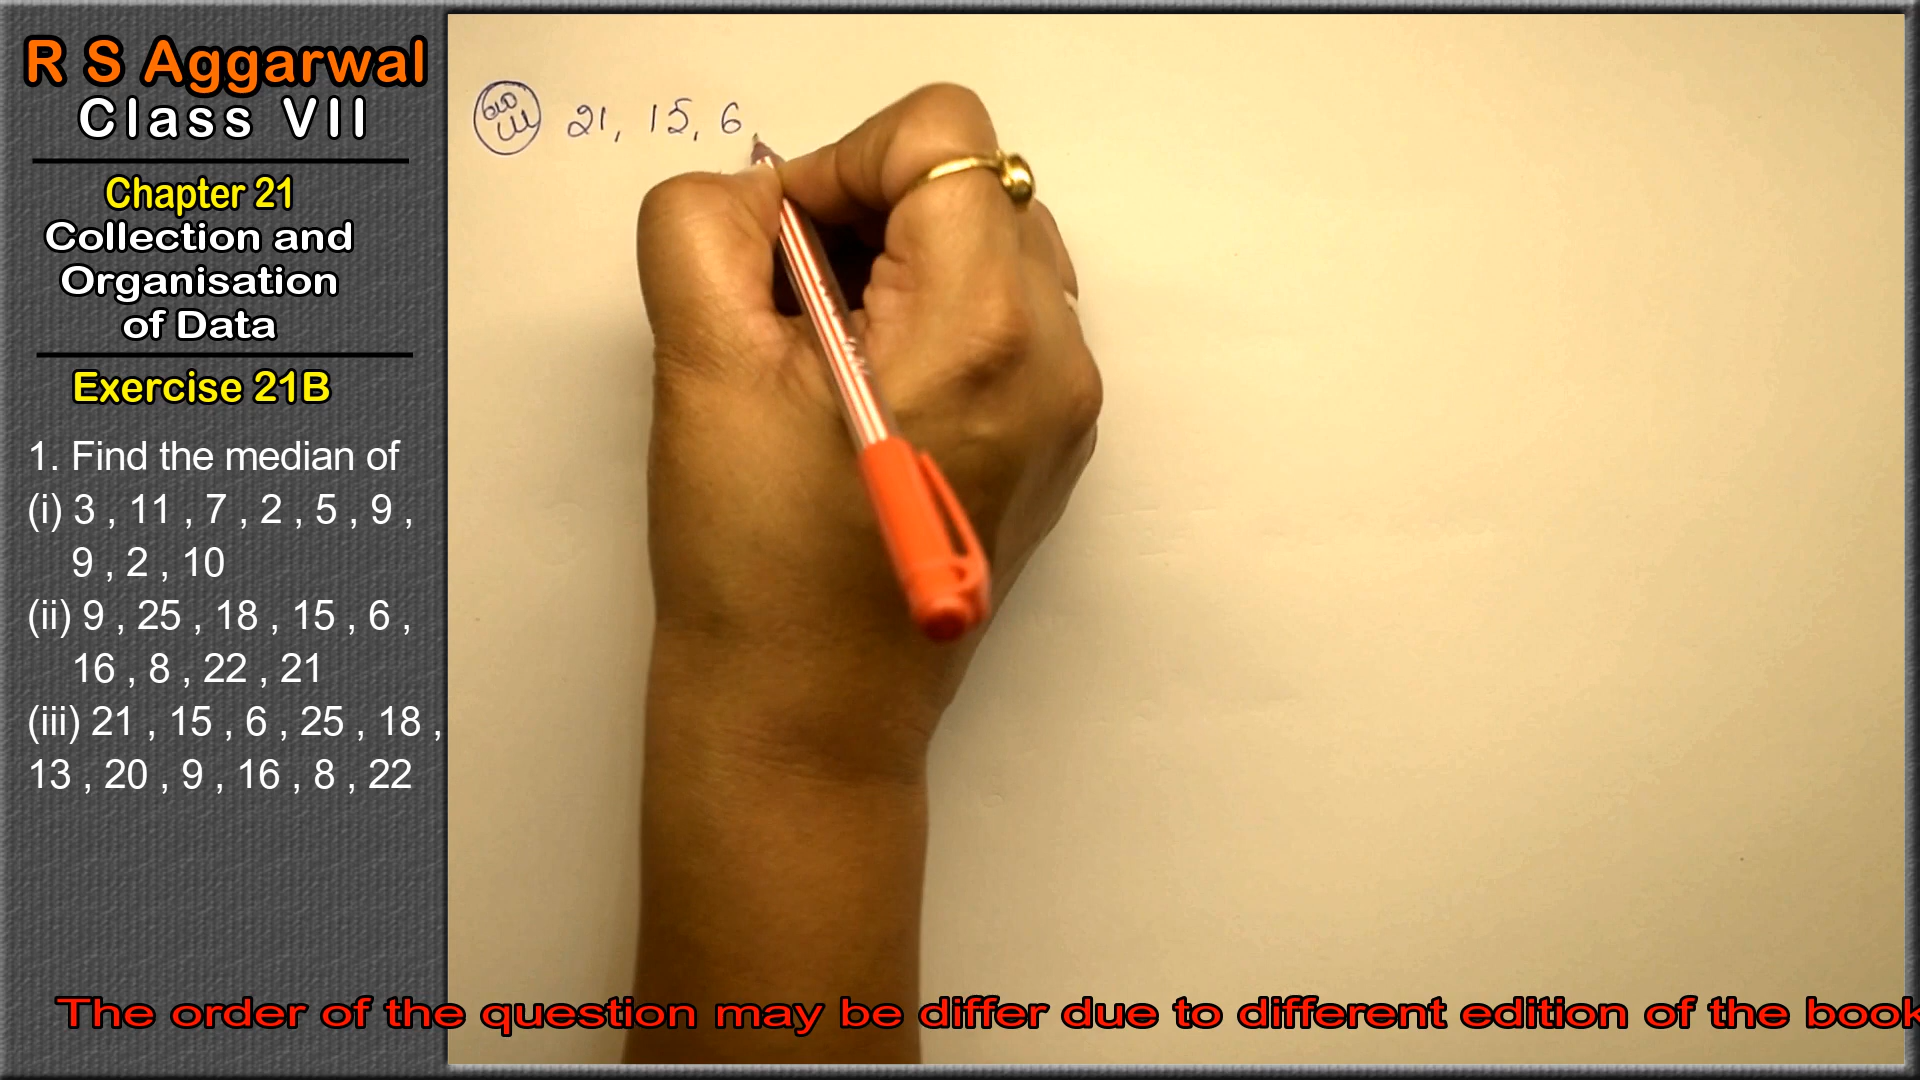 R S Aggarwal
Class VII
Chapter 21
Collection and
Organisation
of Data
Exercise 21B
1. Find the median of
(i) 3 , 11 , 7 , 2 , 5 , 9 ,
9 , 2 , 10
(ii) 9 , 25 , 18 , 15 , 6 ,
16 , 8 , 22 , 21
(iii) 21 , 15 , 6 , 25 , 18 ,
13 , 20 , 9 , 16 , 8 , 22
21, 15, 6
The order of the question may be differ due to different edition of the book